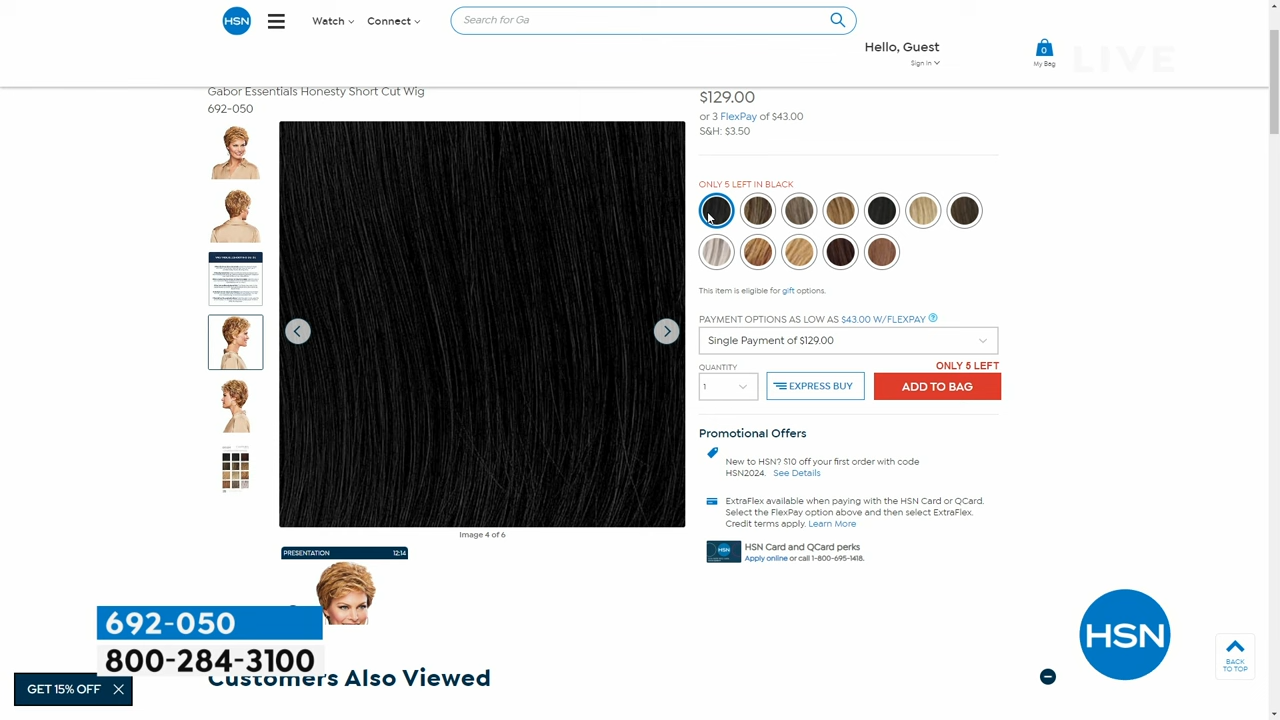 HSN
Watch
Connect
Search for Ga
Hello, Guest
Sign In
0
My Bag
LIVE
Gabor Essentials Honesty Short Cut Wig
692-050
$129.00
or 3 FlexPay of $43.00
S&H: $3.50
ONLY 5 LEFT IN BLACK
This item is eligible for gift options.
PAYMENT OPTIONS AS LOW AS $43.00 W/FLEXPAY
Single Payment of $129.00
ONLY 5 LEFT
QUANTITY
1
EXPRESS BUY
ADD TO BAG
Promotional Offers
New to HSN? $10 off your first order with code
HSN2024. See Details
ExtraFlex available when paying with the HSN Card or QCard.
Select the FlexPay option above and then select ExtraFlex.
Credit terms apply. Learn More
HSN Card and QCard perks
Apply online or call 1-800-695-1418.
Image 4 of 6
PRESENTATION 12:14
692-050
800-284-3100
HSN
BACK
TO TOP
Customers Also Viewed
GET 15% OFF